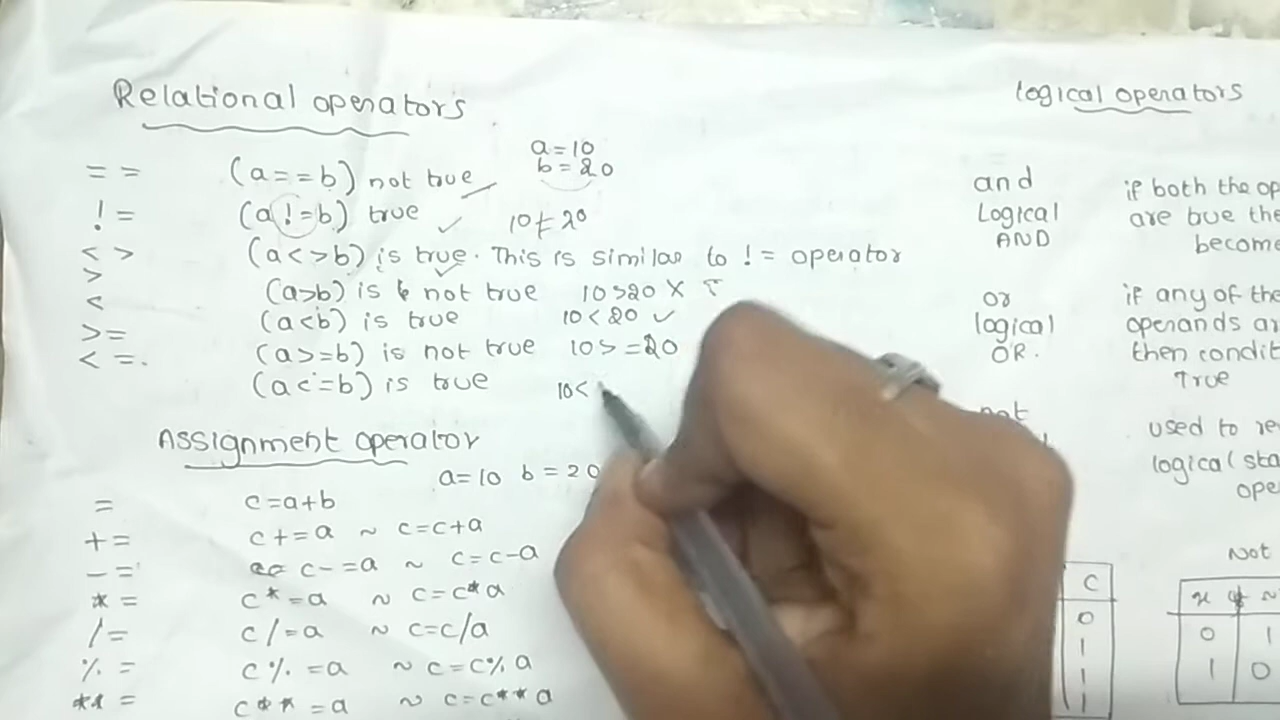 Relational operators
a=10
b=20
== (a==b) not true
!= (a!=b) true 10≠20
<> (a<>b) is true. This is similar to != operator
> (a>b) is not true 10>20 X
< (a<b) is true 10<20 ✓
>= (a>=b) is not true 10>=20
<=. (a<=b) is true 10<
Assignment operator
a=10 b=20
= c=a+b
+= c+=a ~ c=c+a
-= c-=a ~ c=c-a
*= c*=a ~ c=c*a
/= c/=a ~ c=c/a
%= c%=a ~ c=c%a
**= c**=a ~ c=c**a
logical operators
and if both the op
Logical are true the
AND become
or if any of the
logical operands a
OR. then condit
True
not used to re
logical (sta
ope
Not
C
0
1
1
1
0 1
1 0